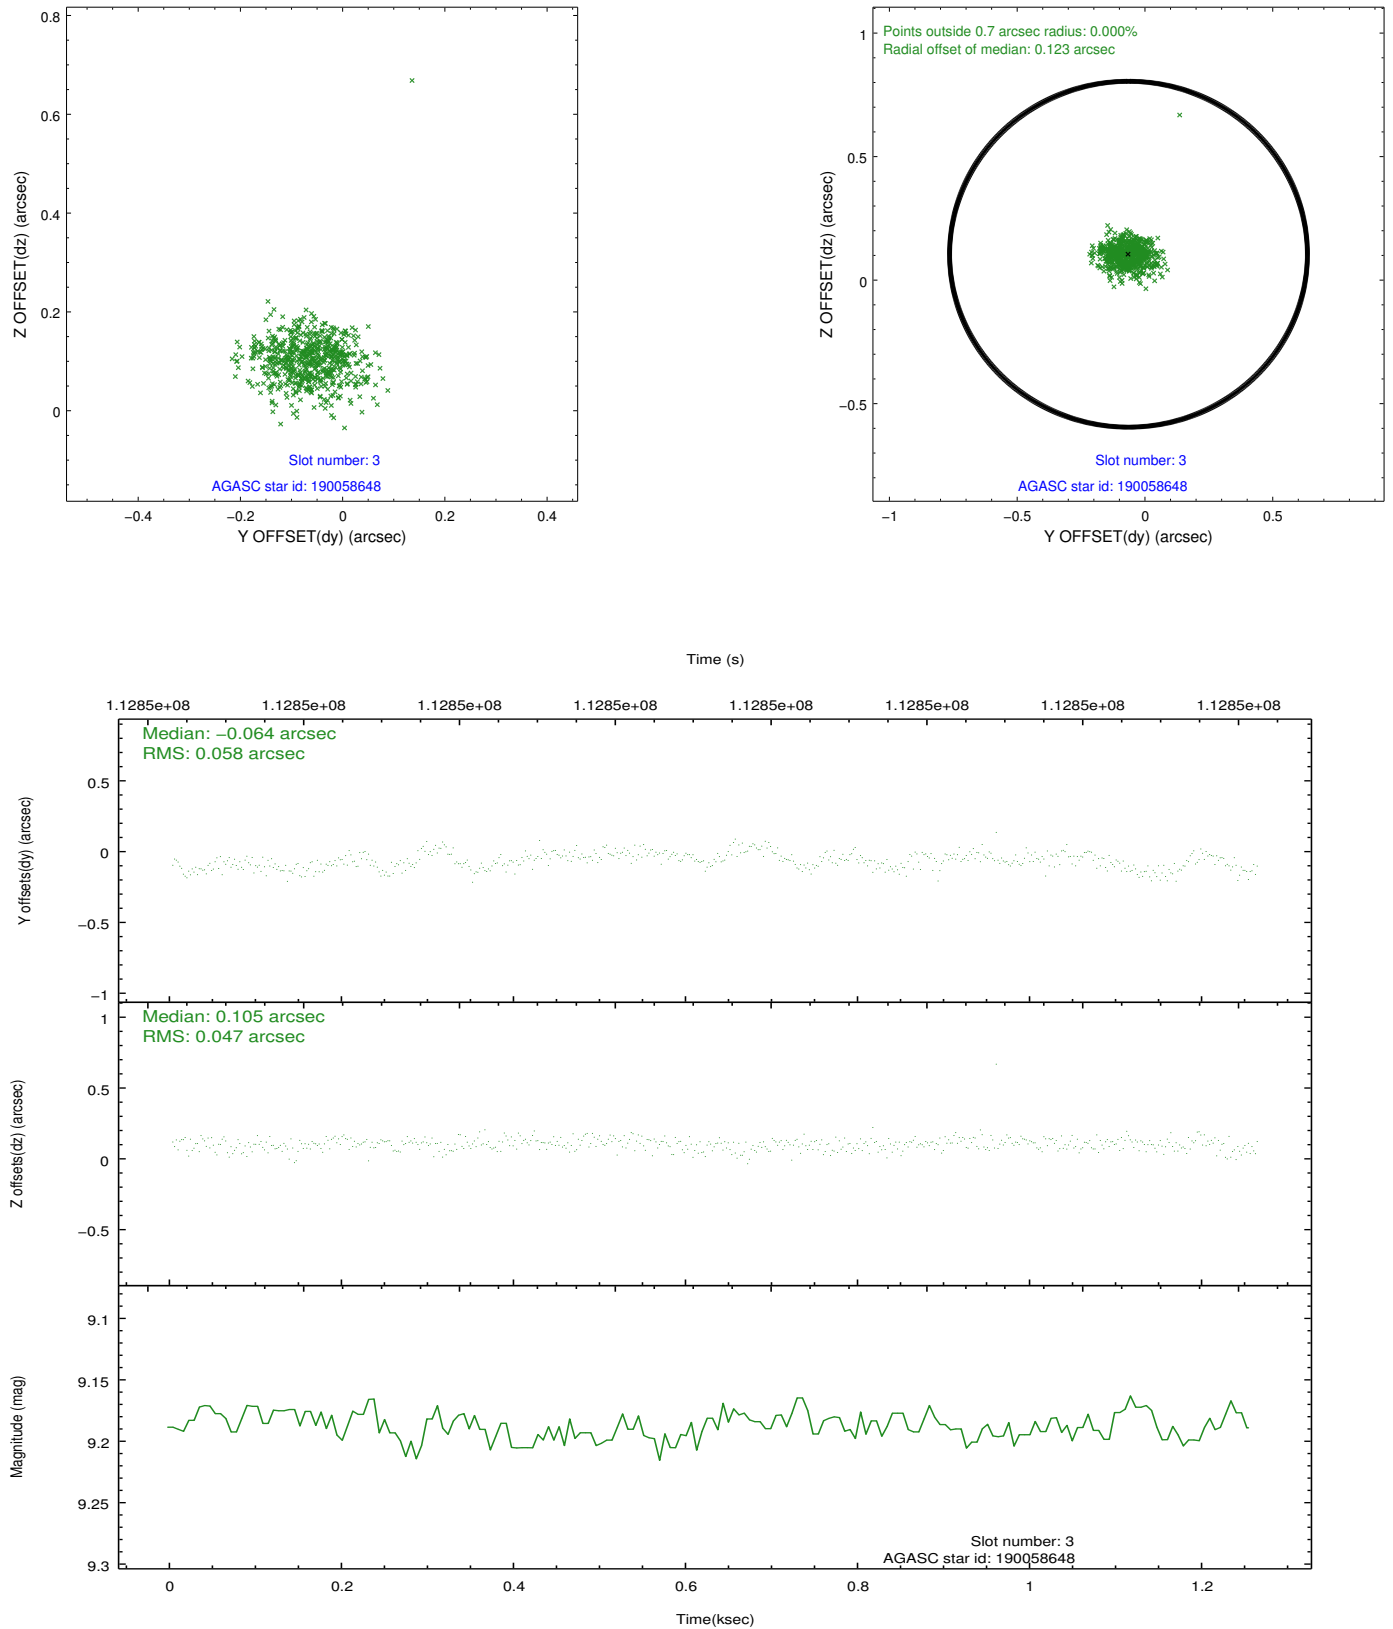 0.8
0.6
0.4
0.2
0
−0.4
−0.2
0
0.2
0.4
Z OFFSET(dz) (arcsec)
Y OFFSET(dy) (arcsec)
Slot number: 3
AGASC star id: 190058648
Points outside 0.7 arcsec radius: 0.000%
Radial offset of median: 0.123 arcsec
1
0.5
0
−0.5
−1
−0.5
0
0.5
Z OFFSET(dz) (arcsec)
Y OFFSET(dy) (arcsec)
Slot number: 3
AGASC star id: 190058648
Time (s)
1.1285e+08 1.1285e+08 1.1285e+08 1.1285e+08 1.1285e+08 1.1285e+08 1.1285e+08 1.1285e+08
Median: −0.064 arcsec
RMS: 0.058 arcsec
0.5
0
−0.5
−1
Y offsets(dy) (arcsec)
Median: 0.105 arcsec
RMS: 0.047 arcsec
1
0.5
0
−0.5
Z offsets(dz) (arcsec)
9.1
9.15
9.2
9.25
9.3
Magnitude (mag)
Slot number: 3
AGASC star id: 190058648
0 0.2 0.4 0.6 0.8 1 1.2
Time(ksec)